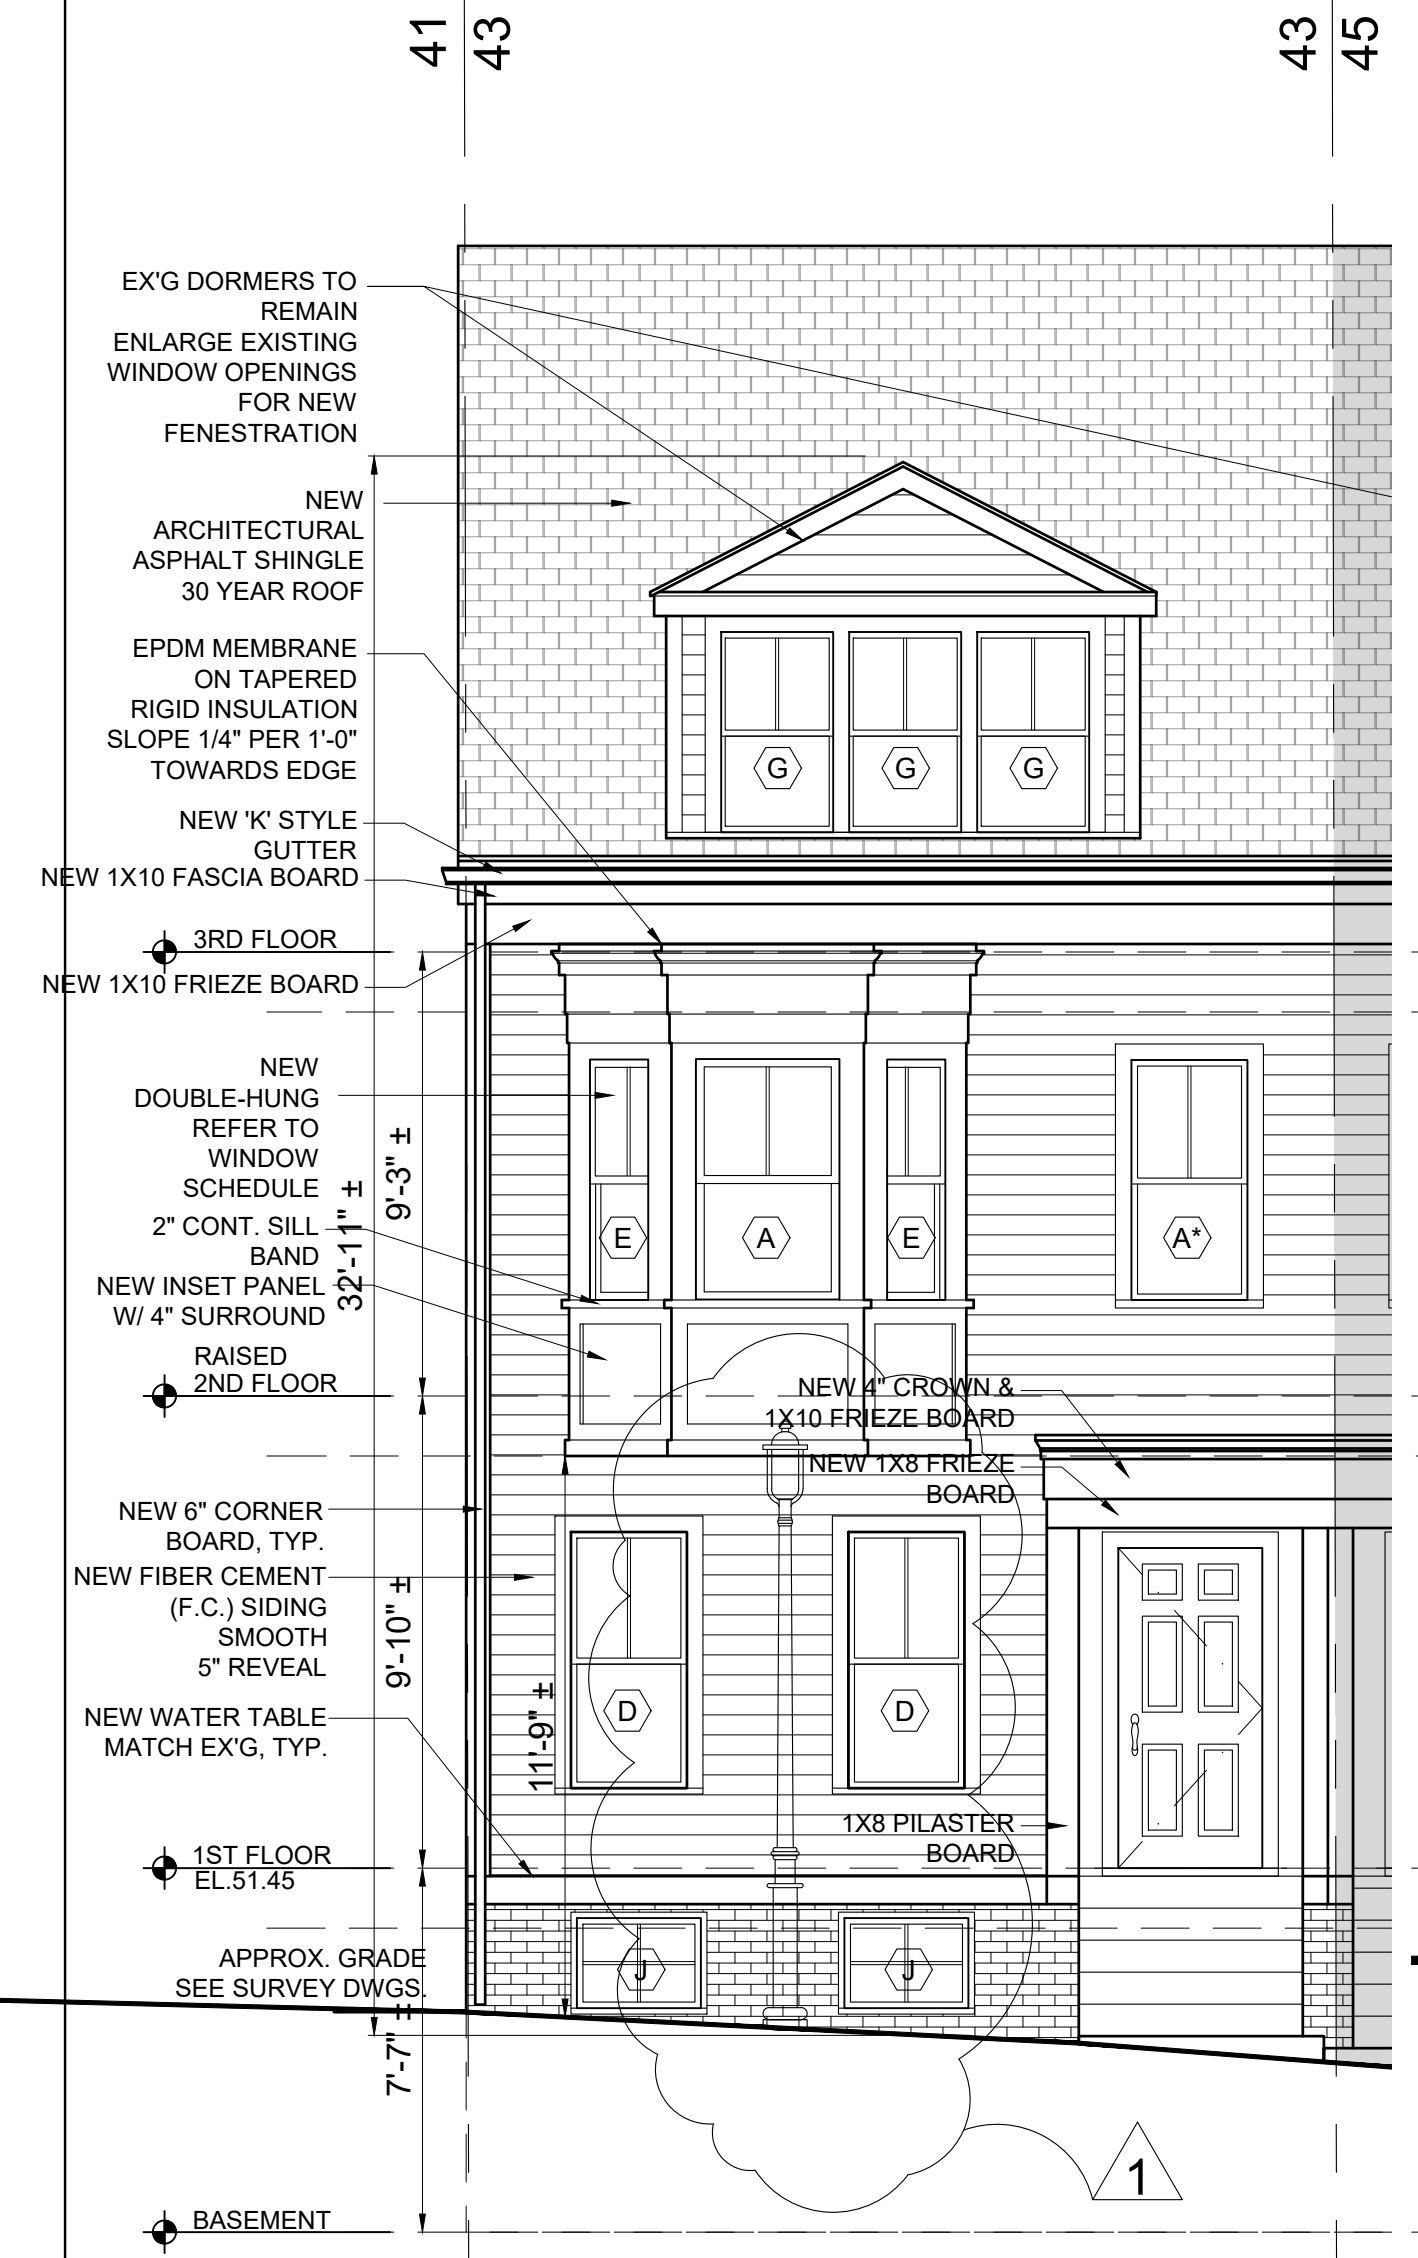 41
43
43
45
EX'G DORMERS TO
REMAIN
ENLARGE EXISTING
WINDOW OPENINGS
FOR NEW
FENESTRATION
NEW
ARCHITECTURAL
ASPHALT SHINGLE
30 YEAR ROOF
EPDM MEMBRANE
ON TAPERED
RIGID INSULATION
SLOPE 1/4" PER 1'-0"
TOWARDS EDGE
G
G
G
NEW 'K' STYLE
GUTTER
NEW 1X10 FASCIA BOARD
3RD FLOOR
NEW 1X10 FRIEZE BOARD
NEW
DOUBLE-HUNG
REFER TO
WINDOW
SCHEDULE
9'-3" ±
32'-11" ±
E
A
E
A*
2" CONT. SILL
BAND
NEW INSET PANEL
W/ 4" SURROUND
RAISED
2ND FLOOR
NEW 4" CROWN &
1X10 FRIEZE BOARD
NEW 1X8 FRIEZE
BOARD
NEW 6" CORNER
BOARD, TYP.
NEW FIBER CEMENT
(F.C.) SIDING
SMOOTH
5" REVEAL
9'-10" ±
11'-9" ±
D
D
NEW WATER TABLE
MATCH EX'G, TYP.
1X8 PILASTER
BOARD
1ST FLOOR
EL.51.45
APPROX. GRADE
SEE SURVEY DWGS.
J
J
7'-7" ±
1
BASEMENT